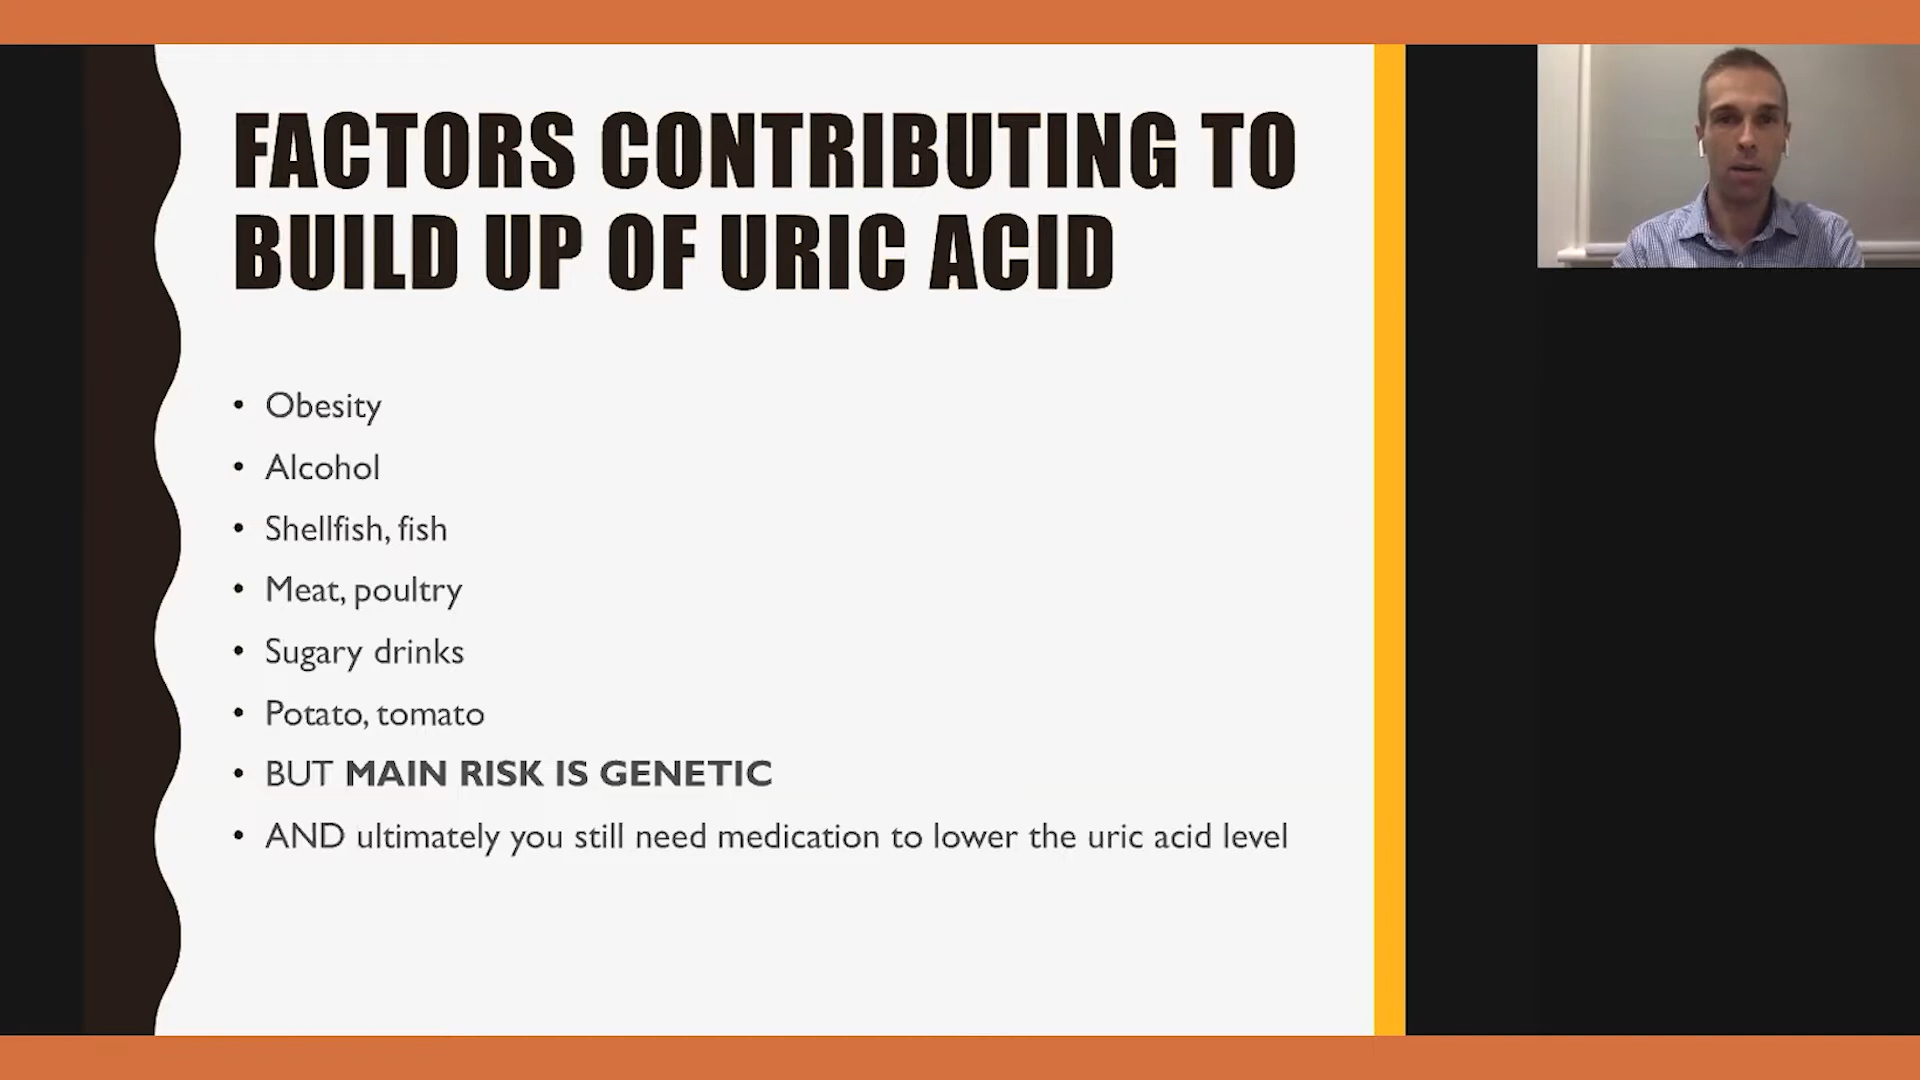 FACTORS CONTRIBUTING TO
BUILD UP OF URIC ACID
• Obesity
• Alcohol
• Shellfish, fish
• Meat, poultry
• Sugary drinks
• Potato, tomato
• BUT MAIN RISK IS GENETIC
• AND ultimately you still need medication to lower the uric acid level